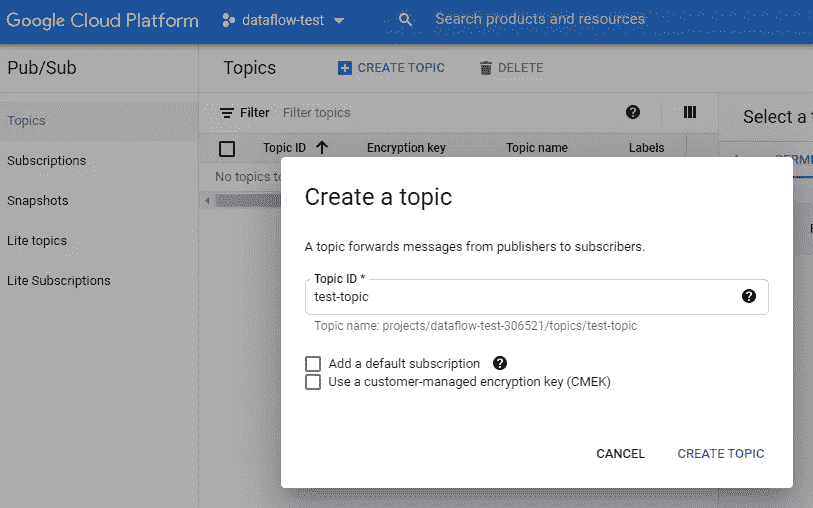 Google Cloud Platform dataflow-test Search products and resources
Pub/Sub Topics CREATE TOPIC DELETE
Topics
Subscriptions
Snapshots
Lite topics
Lite Subscriptions
Filter Filter topics
Topic ID Encryption key Topic name Labels
No topics to
Select a
Create a topic
A topic forwards messages from publishers to subscribers.
Topic ID *
test-topic
Topic name: projects/dataflow-test-306521/topics/test-topic
Add a default subscription
Use a customer-managed encryption key (CMEK)
CANCEL CREATE TOPIC